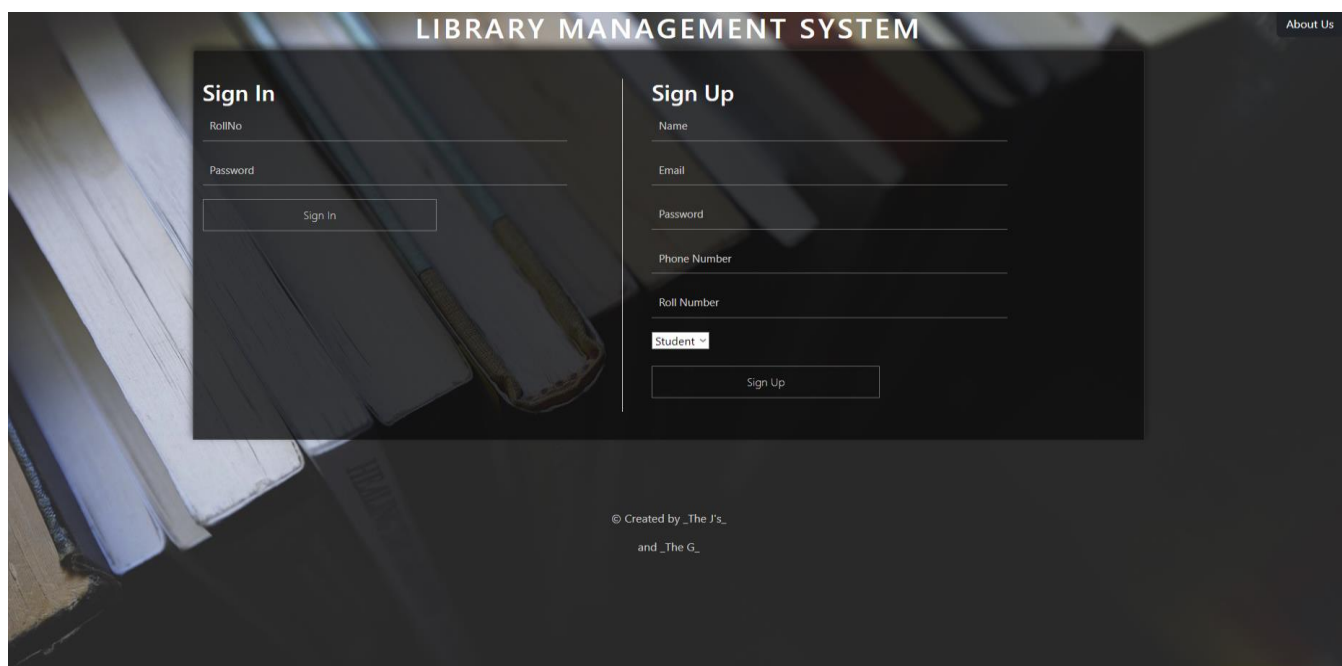 LIBRARY MANAGEMENT SYSTEM
About Us
Sign In
RollNo
Password
Sign In
Sign Up
Name
Email
Password
Phone Number
Roll Number
Student
Sign Up
© Created by _The J's_
and _The G_